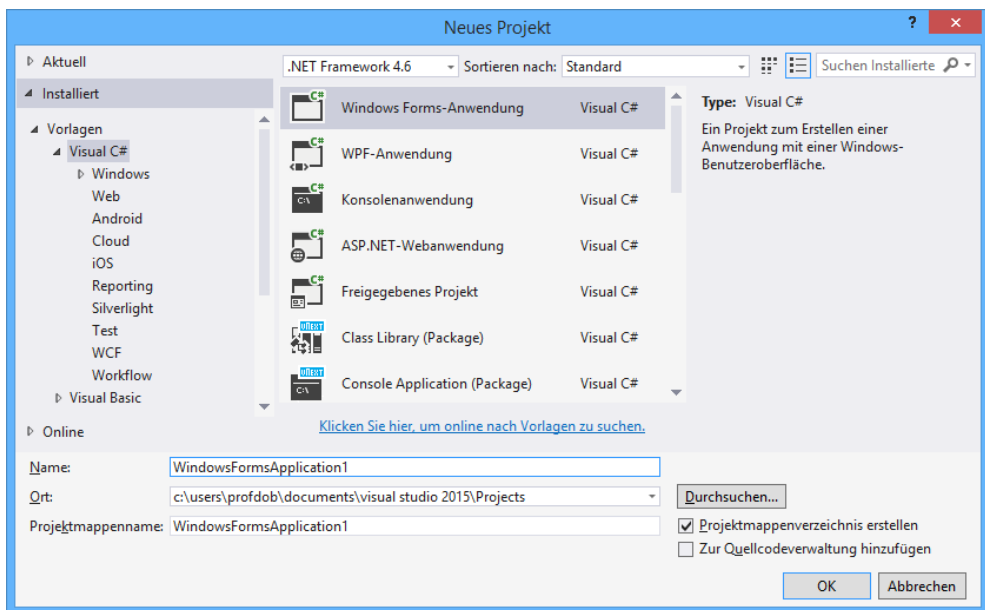 Neues Projekt
? ×
Aktuell
Installiert
Vorlagen
Visual C#
Windows
Web
Android
Cloud
iOS
Reporting
Silverlight
Test
WCF
Workflow
Visual Basic
Online
.NET Framework 4.6 Sortieren nach: Standard
Suchen Installierte
C# Windows Forms-Anwendung Visual C#
C# WPF-Anwendung Visual C#
C# C:\ Konsolenanwendung Visual C#
C# ASP.NET-Webanwendung Visual C#
C# Freigegebenes Projekt Visual C#
vNEXT Class Library (Package) Visual C#
vNEXT C:\ Console Application (Package) Visual C#
Klicken Sie hier, um online nach Vorlagen zu suchen.
Type: Visual C#
Ein Projekt zum Erstellen einer
Anwendung mit einer Windows-
Benutzeroberfläche.
Name: WindowsFormsApplication1
Ort: c:\users\profdob\documents\visual studio 2015\Projects Durchsuchen...
Projektmappenname: WindowsFormsApplication1
Projektmappenverzeichnis erstellen
Zur Quellcodeverwaltung hinzufügen
OK Abbrechen